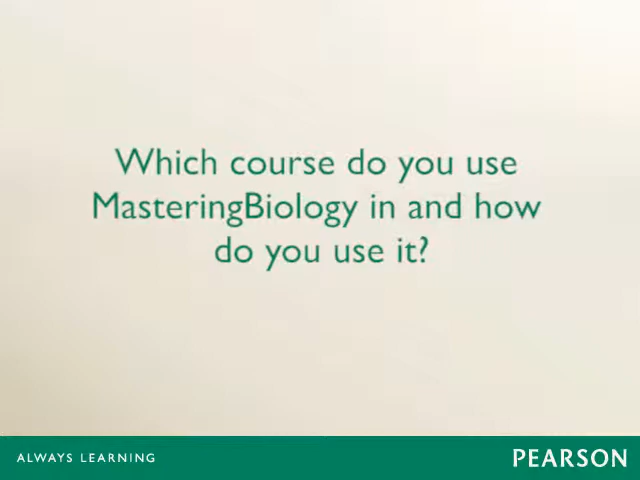 Which course do you use
MasteringBiology in and how
do you use it?
ALWAYS LEARNING
PEARSON